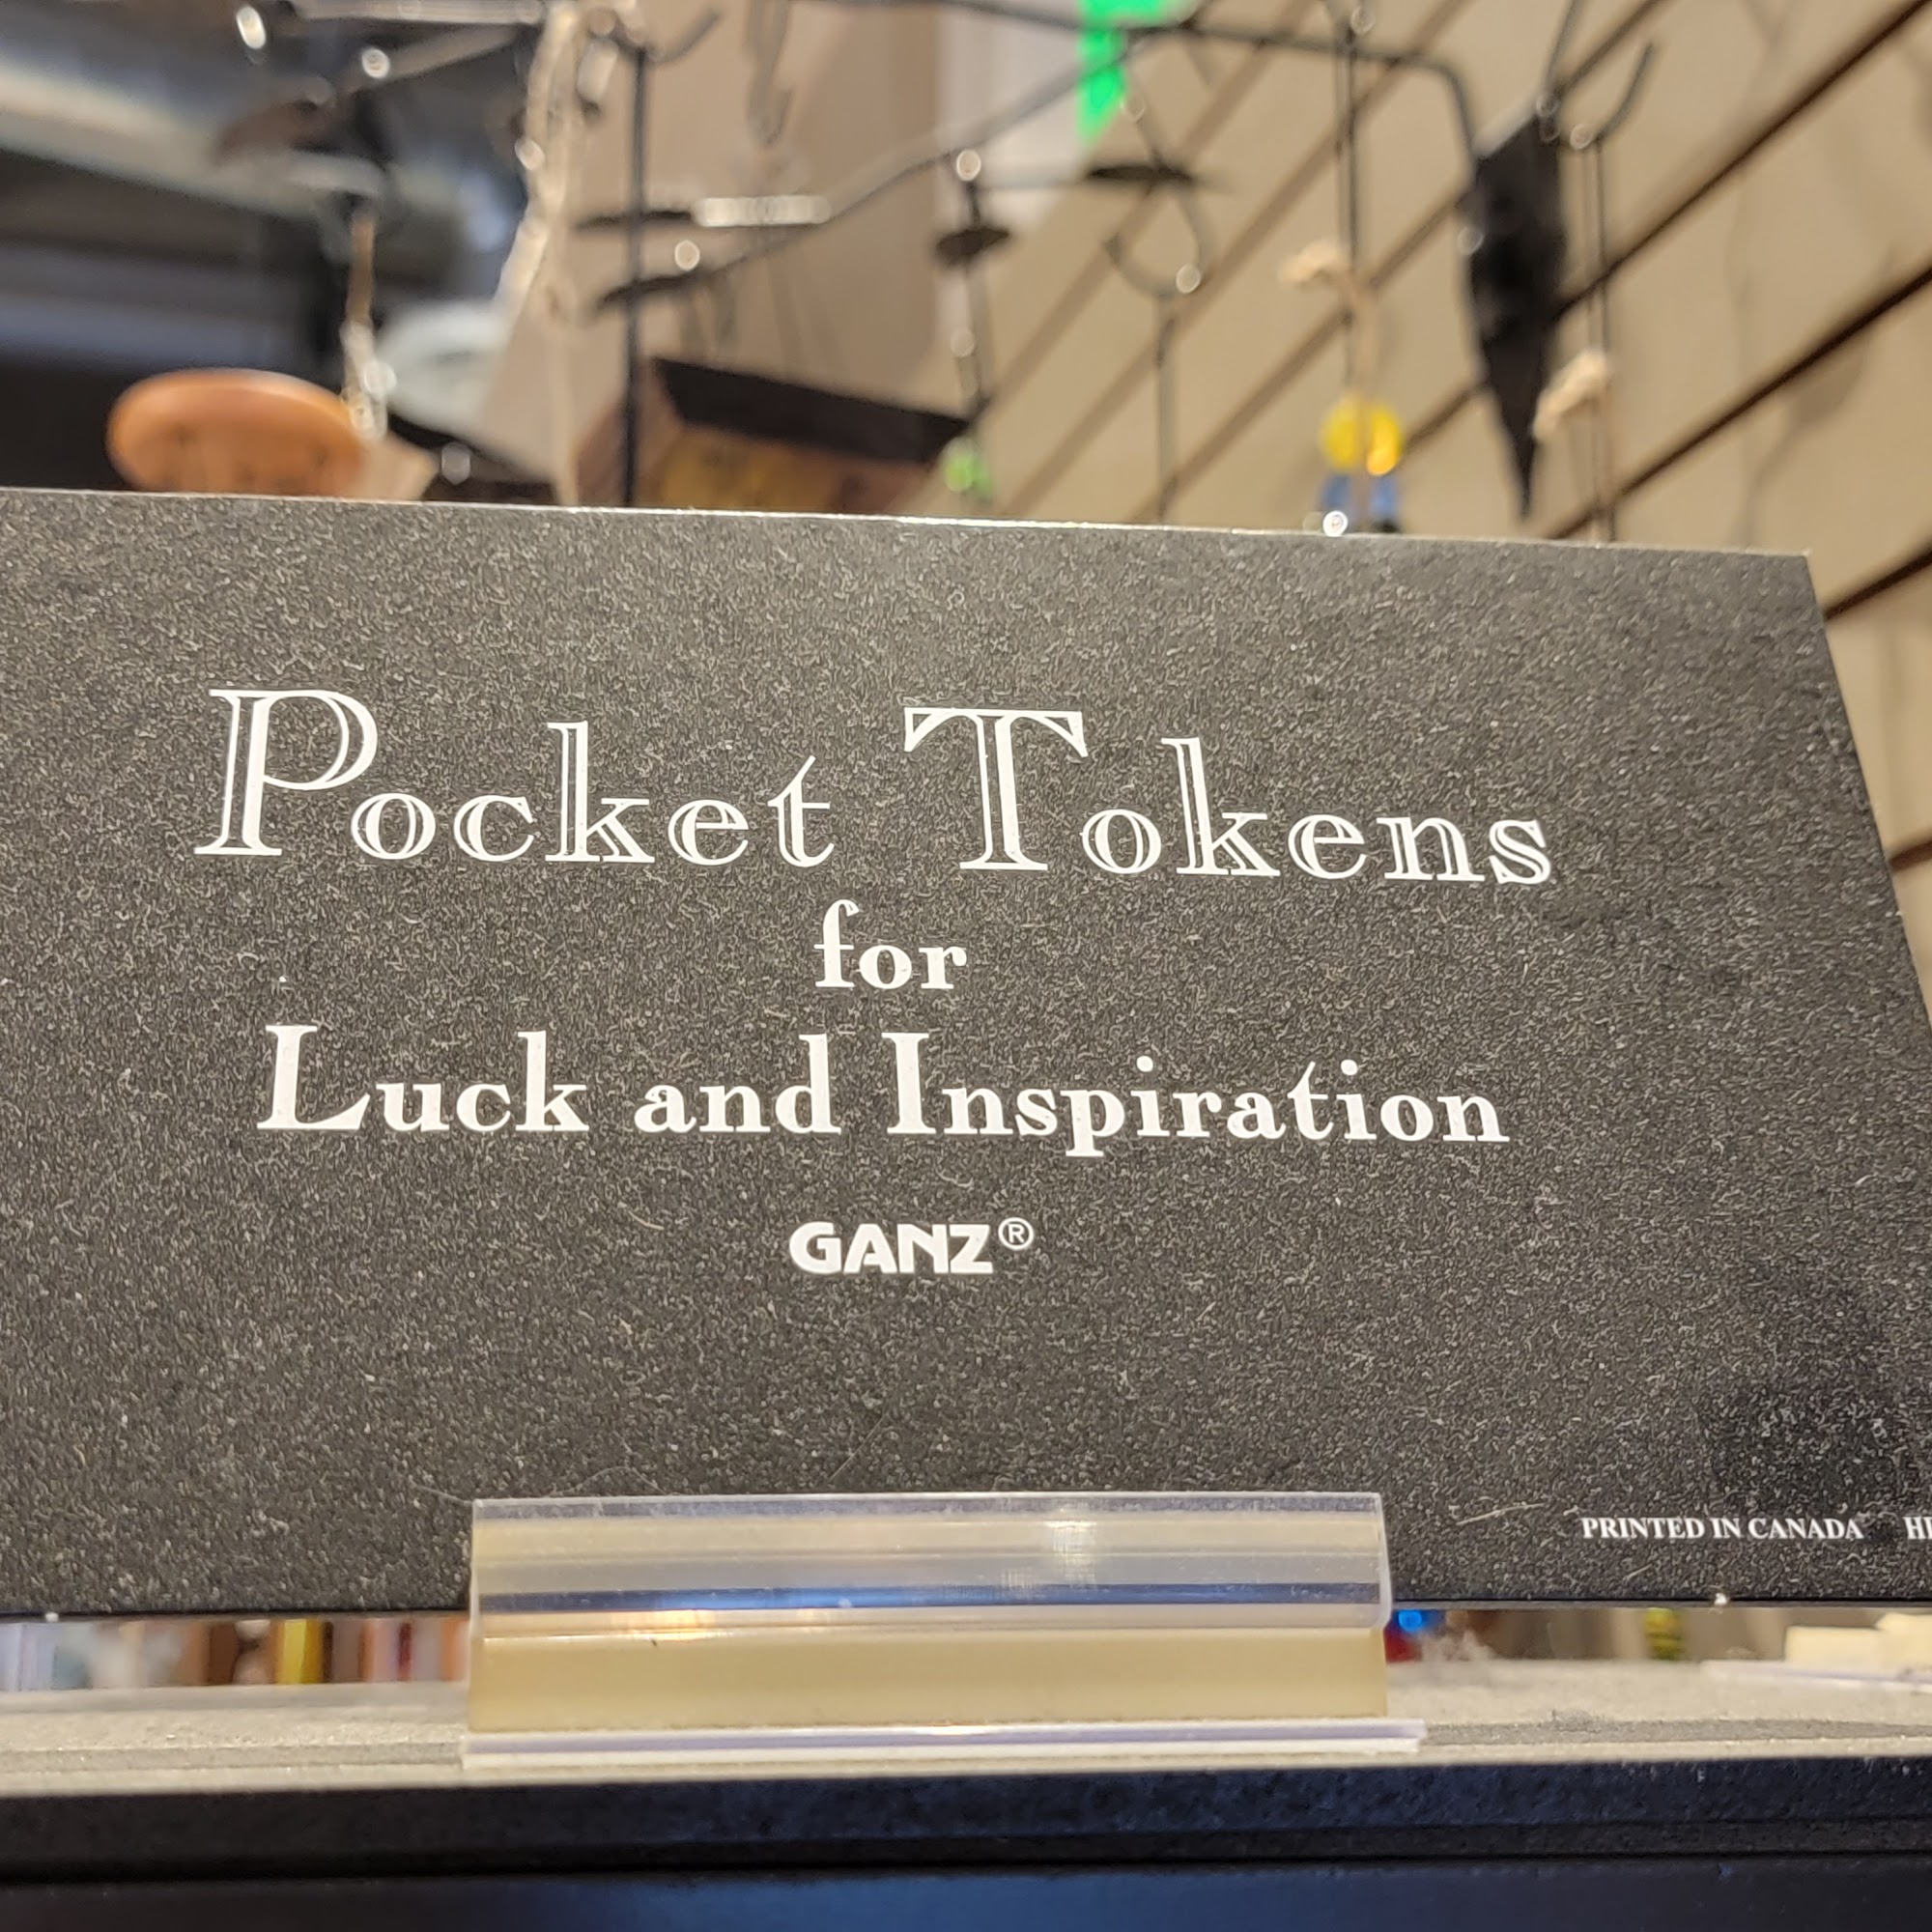 Pocket Tokens
for
Luck and Inspiration
GANZ®
PRINTED IN CANADA